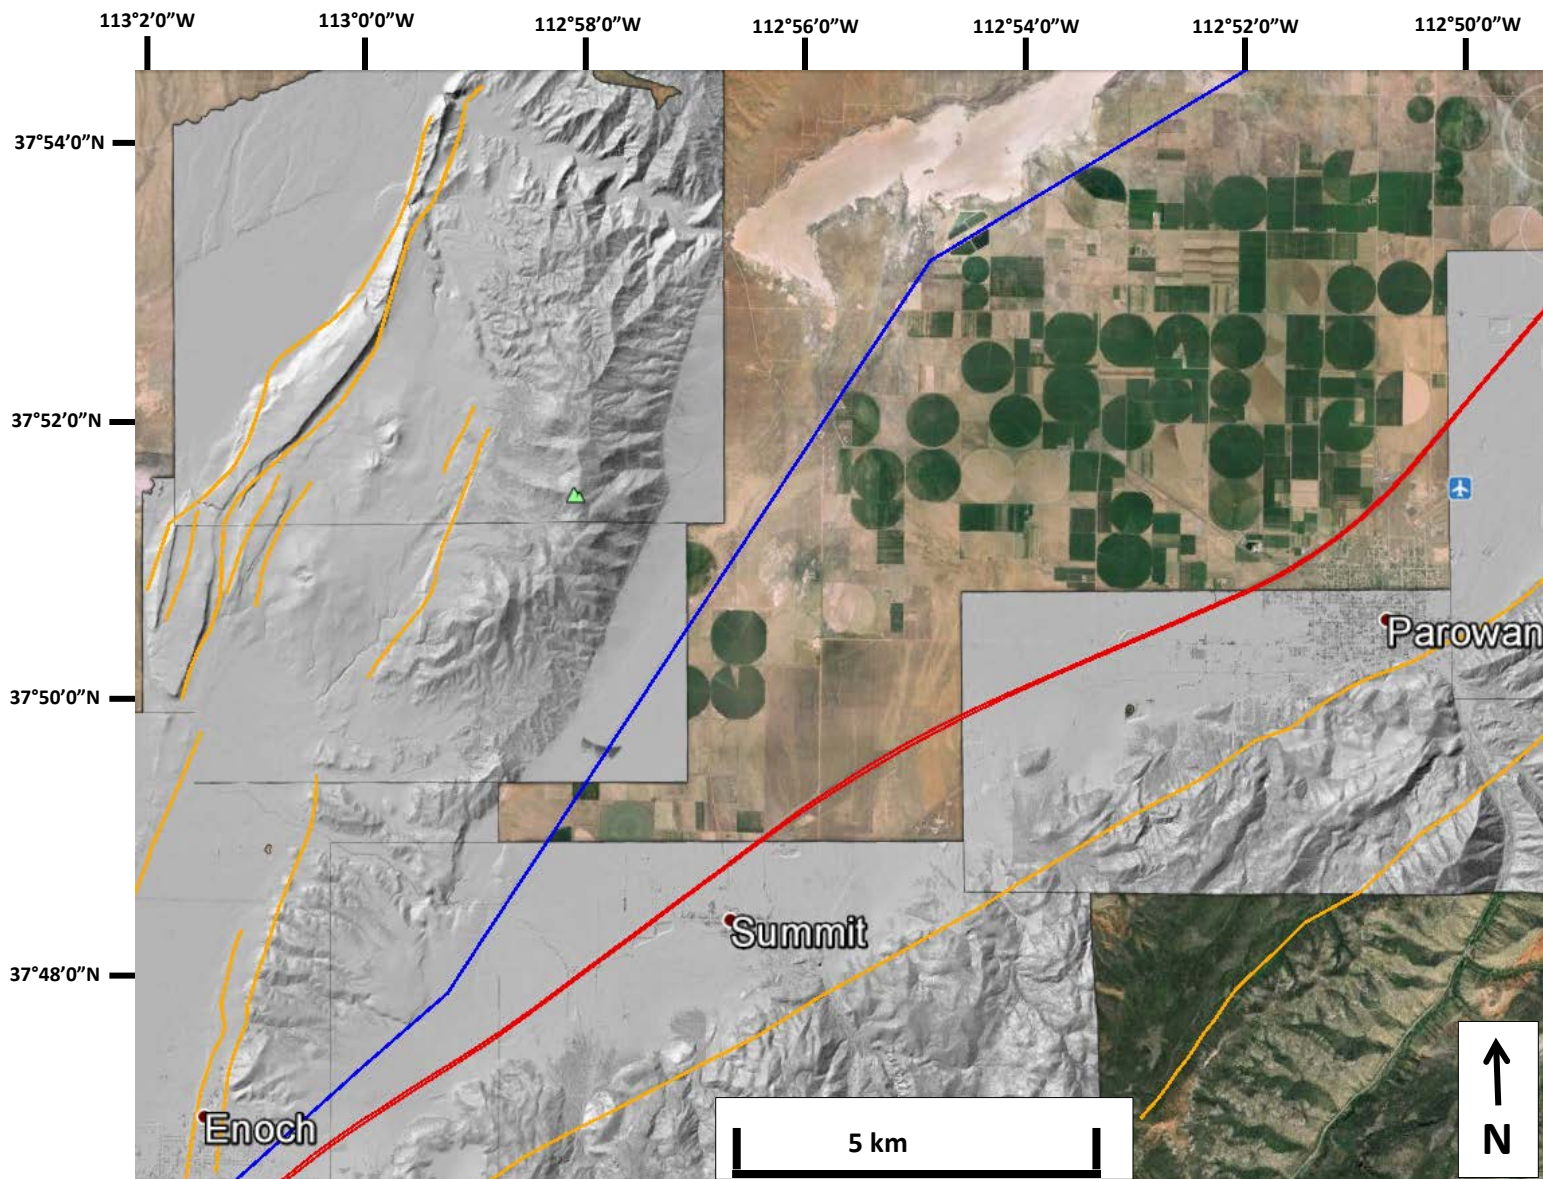 113°2’0”W
113°0’0”W
112°58’0”W
112°56’0”W
112°54’0”W
112°52’0”W
112°50’0”W
37°54’0”N
37°52’0”N
37°50’0”N
37°48’0”N
Parowan
Summit
Enoch
5 km
N